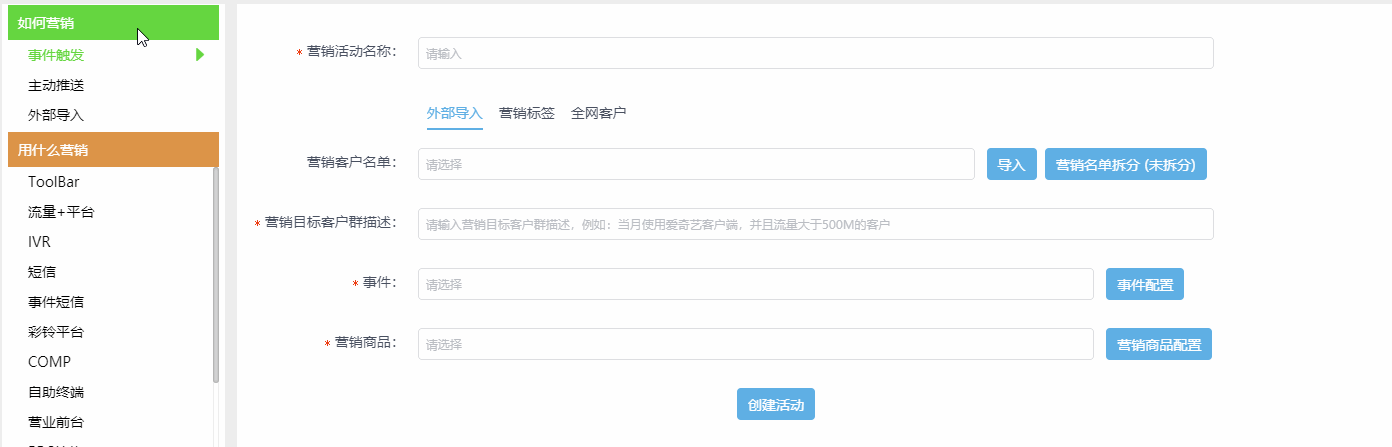 如何营销
事件触发
主动推送
外部导入
用什么营销
ToolBar
流量+平台
IVR
短信
事件短信
彩铃平台
COMP
自助终端
营业前台
* 营销活动名称： 请输入
外部导入 营销标签 全网客户
营销客户名单： 请选择 导入 营销名单拆分 (未拆分)
* 营销目标客户群描述： 请输入营销目标客户群描述，例如：当月使用爱奇艺客户端，并且流量大于500M的客户
* 事件： 请选择 事件配置
* 营销商品： 请选择 营销商品配置
创建活动